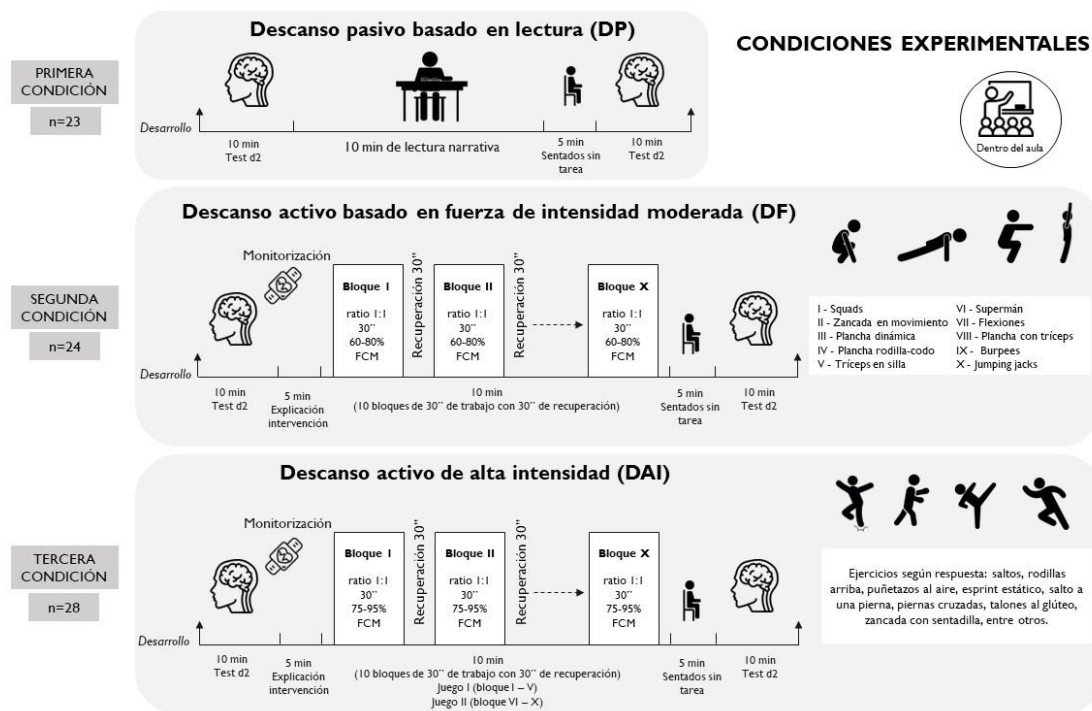 Descanso pasivo basado en lectura (DP)
CONDICIONES EXPERIMENTALES
PRIMERA
CONDICIÓN
n=23
Desarrollo
10 min
Test d2
10 min de lectura narrativa
5 min
Sentados sin
tarea
10 min
Test d2
Dentro del aula
Descanso activo basado en fuerza de intensidad moderada (DF)
SEGUNDA
CONDICIÓN
n=24
Monitorización
Bloque I
ratio 1:1
30''
60-80%
FCM
Recuperación 30"
Bloque II
ratio 1:1
30''
60-80%
FCM
Recuperación 30"
Bloque X
ratio 1:1
30''
60-80%
FCM
Desarrollo
10 min
Test d2
5 min
Explicación
intervención
10 min
(10 bloques de 30'' de trabajo con 30'' de recuperación)
5 min
Sentados sin
tarea
10 min
Test d2
I - Squads
II - Zancada en movimiento
III - Plancha dinámica
IV - Plancha rodilla-codo
V - Tríceps en silla
VI - Supermán
VII - Flexiones
VIII - Plancha con tríceps
IX - Burpees
X - Jumping jacks
Descanso activo de alta intensidad (DAI)
TERCERA
CONDICIÓN
n=28
Monitorización
Bloque I
ratio 1:1
30''
75-95%
FCM
Recuperación 30"
Bloque II
ratio 1:1
30''
75-95%
FCM
Recuperación 30"
Bloque X
ratio 1:1
30''
75-95%
FCM
Desarrollo
10 min
Test d2
5 min
Explicación
intervención
10 min
(10 bloques de 30'' de trabajo con 30'' de recuperación)
Juego I (bloque I – V)
Juego II (bloque VI – X)
5 min
Sentados sin
tarea
10 min
Test d2
Ejercicios según respuesta: saltos, rodillas
arriba, puñetazos al aire, esprint estático, salto a
una pierna, piernas cruzadas, talones al glúteo,
zancada con sentadilla, entre otros.